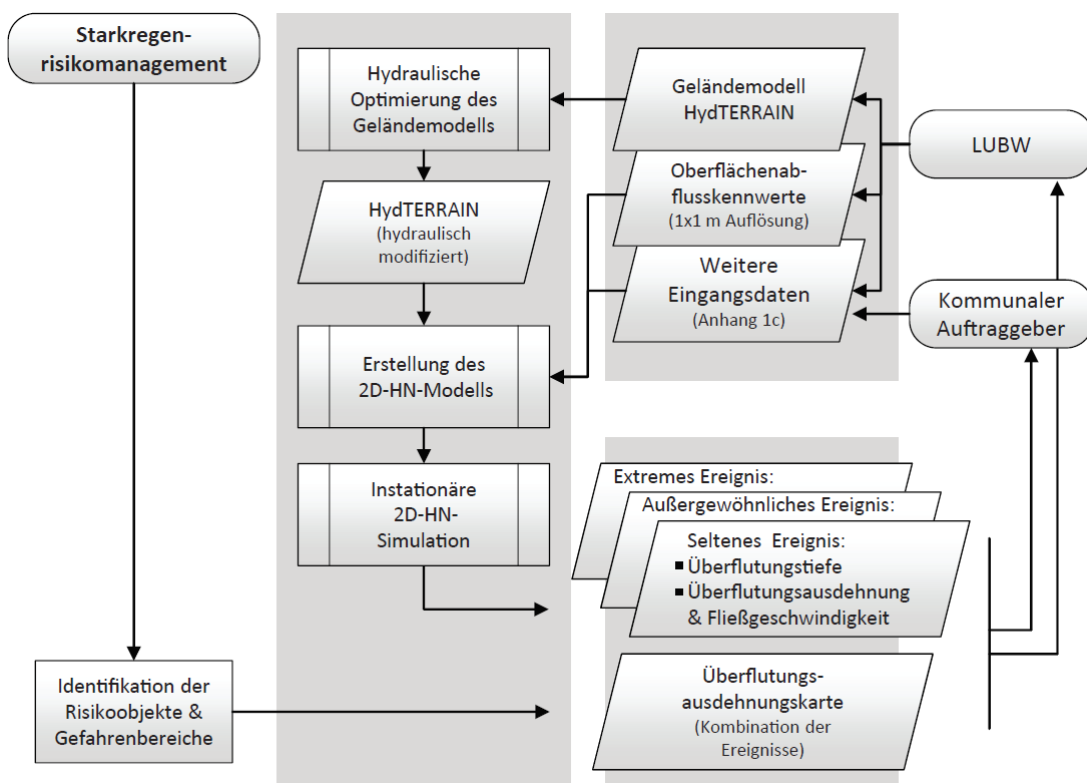 Starkregen-
risikomanagement
Hydraulische
Optimierung des
Geländemodells
Geländemodell
HydTERRAIN
LUBW
Oberflächenab-
flusskennwerte
(1x1 m Auflösung)
HydTERRAIN
(hydraulisch
modifiziert)
Weitere
Eingangsdaten
(Anhang 1c)
Kommunaler
Auftraggeber
Erstellung des
2D-HN-Modells
Instationäre
2D-HN-
Simulation
Extremes Ereignis:
Außergewöhnliches Ereignis:
Seltenes Ereignis:
▪ Überflutungstiefe
▪ Überflutungsausdehnung
& Fließgeschwindigkeit
Identifikation der
Risikoobjekte &
Gefahrenbereiche
Überflutungs-
ausdehnungskarte
(Kombination der
Ereignisse)